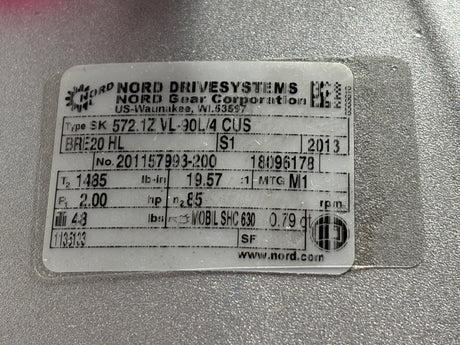 NORD
NORD DRIVESYSTEMS
NORD Gear Corporation
US-Waunakee, WI.53597
Type SK 572.1Z VL-90L/4 CUS
BRE20 HL S1 2013
No. 201157993-200 18096178
T₂ 1485 lb-in 19.57 :1 MTG M1
P₁ 2.00 hp n₂ 85 rpm
48 lbs MOBIL SHC 630 0.79 qt
SF
www.nord.com